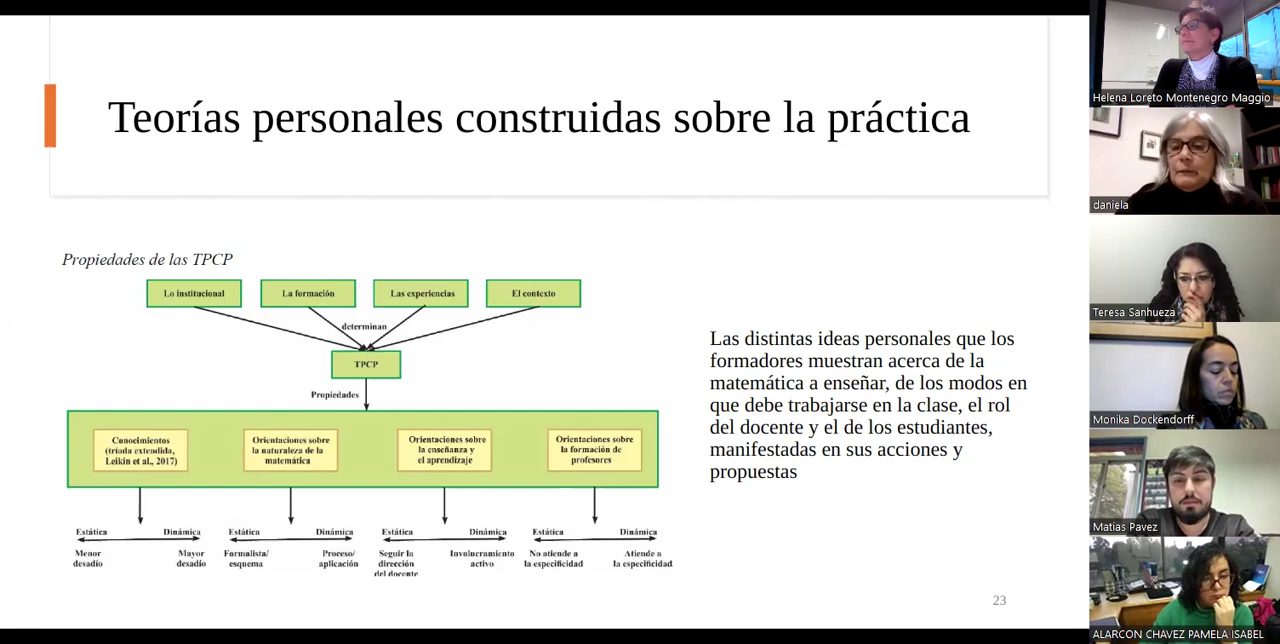 Teorías personales construidas sobre la práctica
Propiedades de las TPCP
Lo institucional
La formación
Las experiencias
El contexto
determinan
TPCP
Propiedades
Conocimientos
(tríada extendida,
Leikin et al., 2017)
Orientaciones sobre
la naturaleza de la
matemática
Orientaciones sobre
la enseñanza y
el aprendizaje
Orientaciones sobre
la formación de
profesores
Estática
Dinámica
Estática
Dinámica
Estática
Dinámica
Estática
Dinámica
Menor
desadío
Mayor
desadío
Formalista/
esquema
Proceso/
aplicación
Seguir la
dirección
del docente
Involucramiento
activo
No atiende a
la especificidad
Atiende a
la especificidad
Las distintas ideas personales que los
formadores muestran acerca de la
matemática a enseñar, de los modos en
que debe trabajarse en la clase, el rol
del docente y el de los estudiantes,
manifestadas en sus acciones y
propuestas
23
Helena Loreto Montenegro Maggio
daniela
Teresa Sanhueza
Monika Dockendorff
Matias Pavez
ALARCON CHAVEZ PAMELA ISABEL